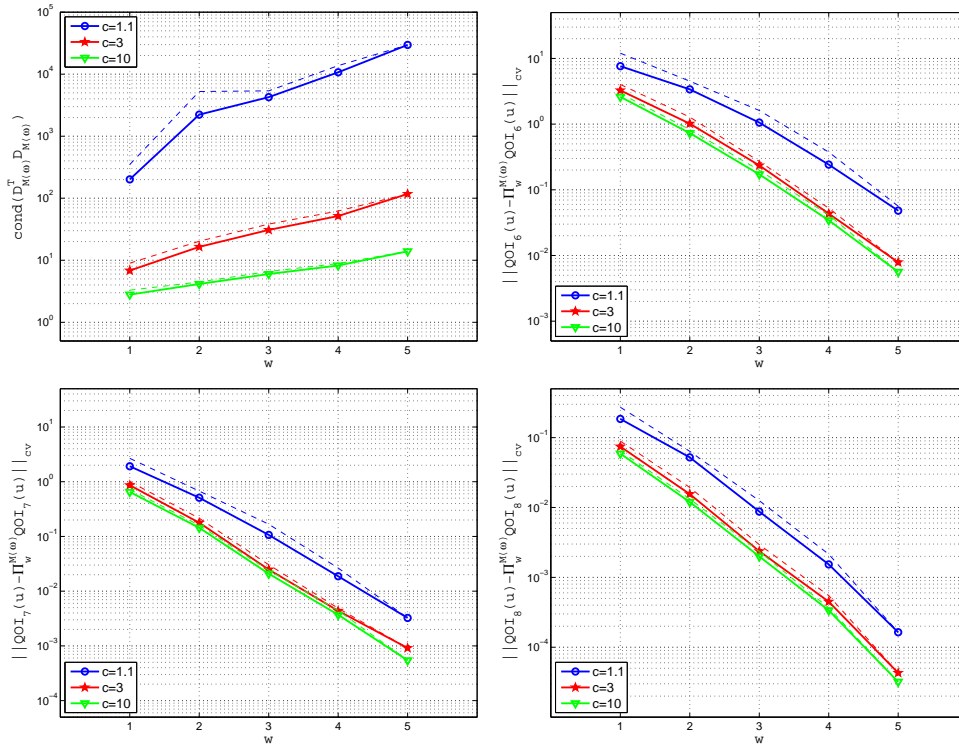 10^5
10^4
10^3
10^2
10^1
10^0
cond(D^T_{M(ω)} D_{M(ω)})
1 2 3 4 5
w
c=1.1
c=3
c=10
10^1
10^0
10^-1
10^-2
10^-3
||QOI_6(u)-Π_w^{M(ω)}QOI_6(u)||_cv
1 2 3 4 5
w
c=1.1
c=3
c=10
10^1
10^0
10^-1
10^-2
10^-3
10^-4
||QOI_7(u)-Π_w^{M(ω)}QOI_7(u)||_cv
1 2 3 4 5
w
c=1.1
c=3
c=10
10^-1
10^-2
10^-3
10^-4
||QOI_8(u)-Π_w^{M(ω)}QOI_8(u)||_cv
1 2 3 4 5
w
c=1.1
c=3
c=10